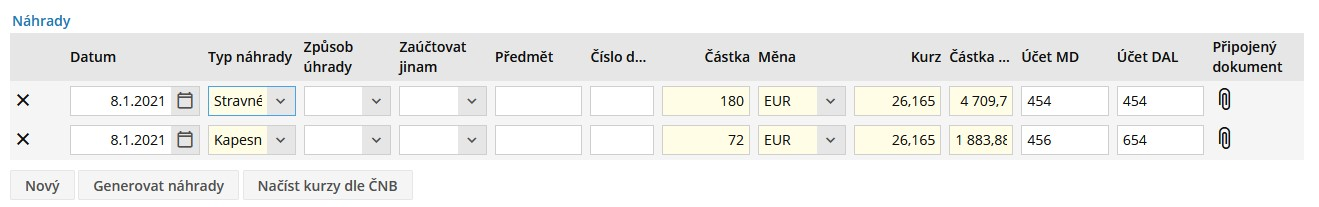 Náhrady
Datum Typ náhrady Způsob úhrady Zaúčtovat jinam Předmět Číslo d... Částka Měna Kurz Částka ... Účet MD Účet DAL Připojený dokument
8.1.2021 Stravné 180 EUR 26,165 4 709,7 454 454
8.1.2021 Kapesn 72 EUR 26,165 1 883,88 456 654
Nový Generovat náhrady Načíst kurzy dle ČNB